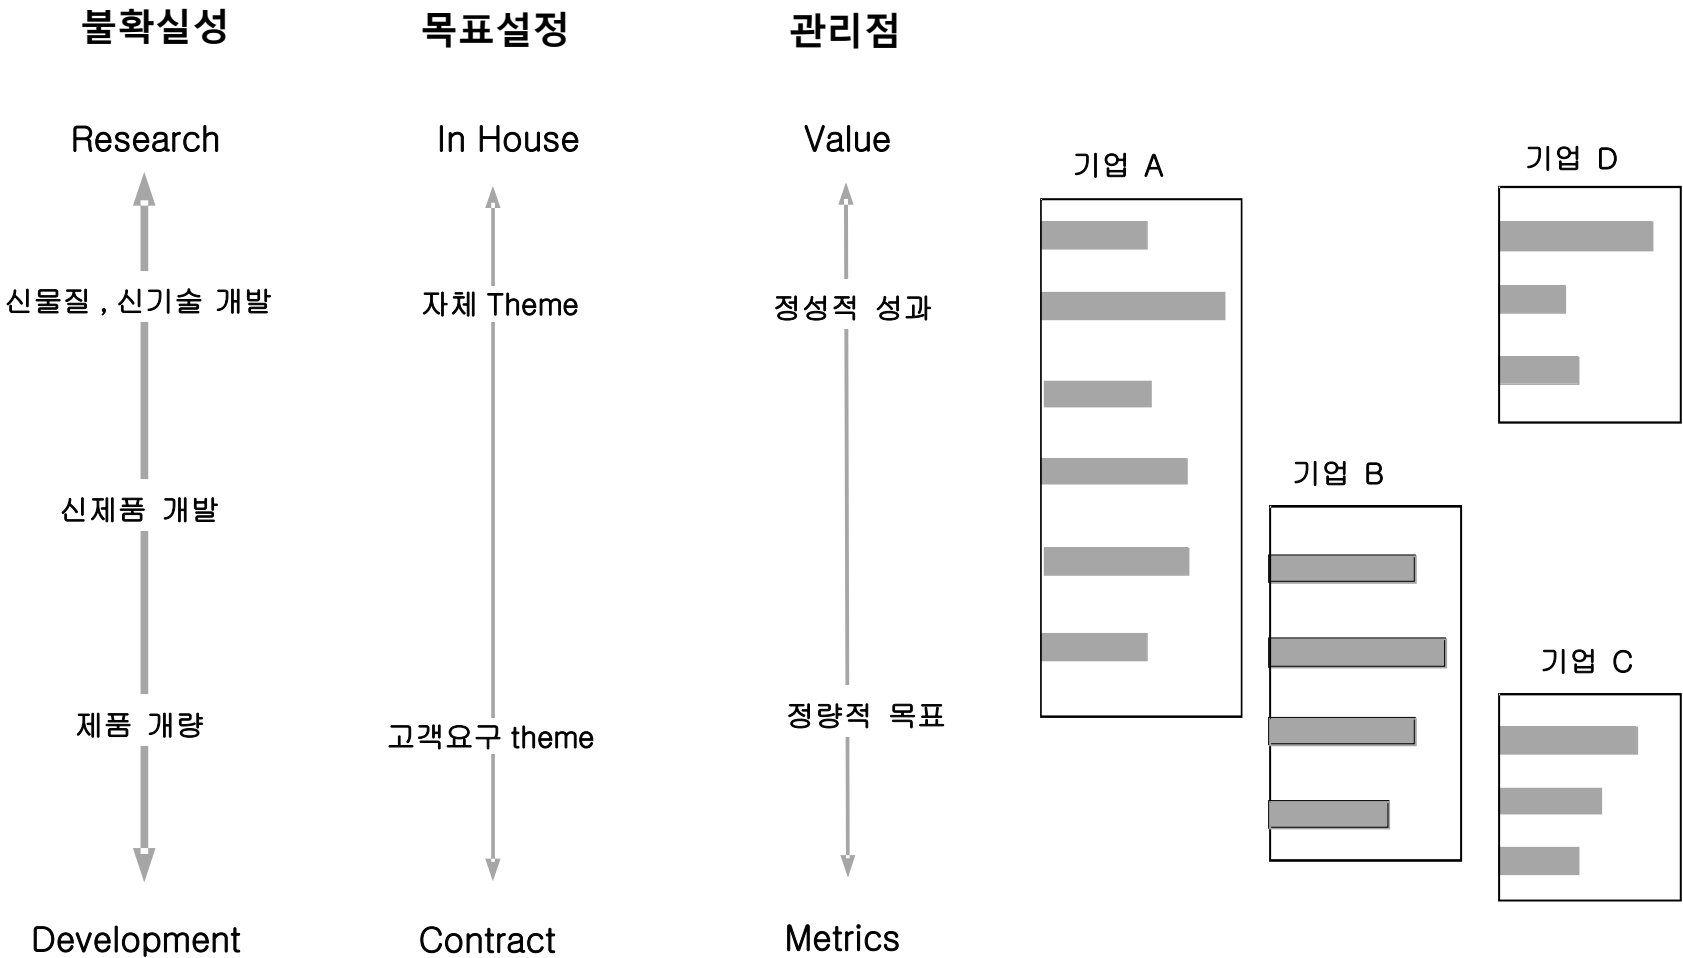 불확실성
목표설정
관리점
Research
In House
Value
기업 A
기업 D
신물질 , 신기술 개발
자체 Theme
정성적 성과
기업 B
신제품 개발
기업 C
제품 개량
고객요구 theme
정량적 목표
Development
Contract
Metrics